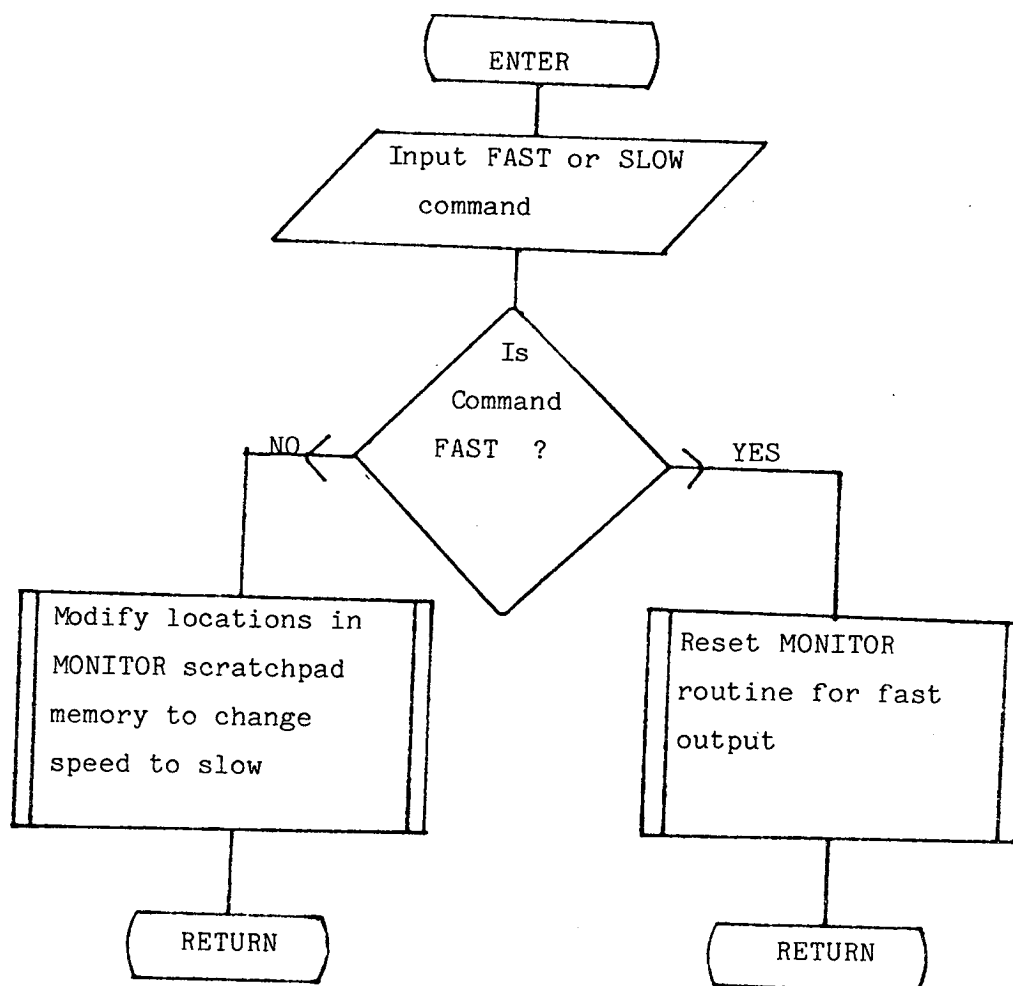 ENTER
Input FAST or SLOW
command
Is
Command
FAST ?
NO
YES
Modify locations in
MONITOR scratchpad
memory to change
speed to slow
Reset MONITOR
routine for fast
output
RETURN
RETURN